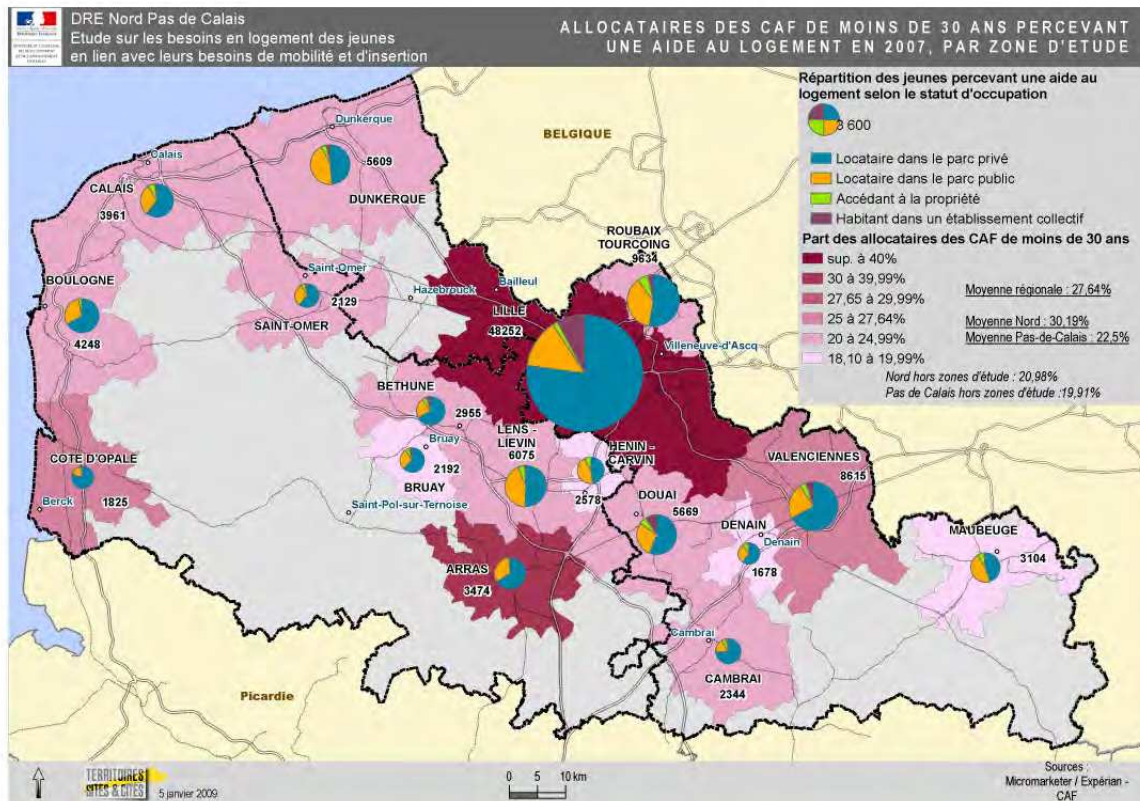 DRE Nord Pas de Calais
Etude sur les besoins en logement des jeunes
en lien avec leurs besoins de mobilité et d'insertion
ALLOCATAIRES DES CAF DE MOINS DE 30 ANS PERCEVANT
UNE AIDE AU LOGEMENT EN 2007, PAR ZONE D'ETUDE
Répartition des jeunes percevant une aide au
logement selon le statut d'occupation
3 600
Locataire dans le parc privé
Locataire dans le parc public
Accédant à la propriété
Habitant dans un établissement collectif
Part des allocataires des CAF de moins de 30 ans
sup. à 40%
30 à 39,99%
27,65 à 29,99%
25 à 27,64%
20 à 24,99%
18,10 à 19,99%
Moyenne régionale : 27,64%
Moyenne Nord : 30,19%
Moyenne Pas-de-Calais : 22,5%
Nord hors zones d'étude : 20,98%
Pas de Calais hors zones d'étude :19,91%
BELGIQUE
Dunkerque
5609
DUNKERQUE
Calais
CALAIS
3961
ROUBAIX
TOURCOING
9634
BOULOGNE
4248
Saint-Omer
2129
SAINT-OMER
Hazebrouck
Bailleul
LILLE
48252
Villeneuve-d'Ascq
BETHUNE
2955
Bruay
2192
BRUAY
LENS -
LIEVIN
6075
HENIN -
CARVIN
2578
COTE D'OPALE
1825
Berck
Saint-Pol-sur-Ternoise
VALENCIENNES
8615
DOUAI
5669
DENAIN
Denain
1678
MAUBEUGE
3104
ARRAS
3474
Cambrai
CAMBRAI
2344
Picardie
TERRITOIRES
SITES & CITÉS
5 janvier 2009
0 5 10 km
Sources :
Micromarketer / Expérian -
CAF